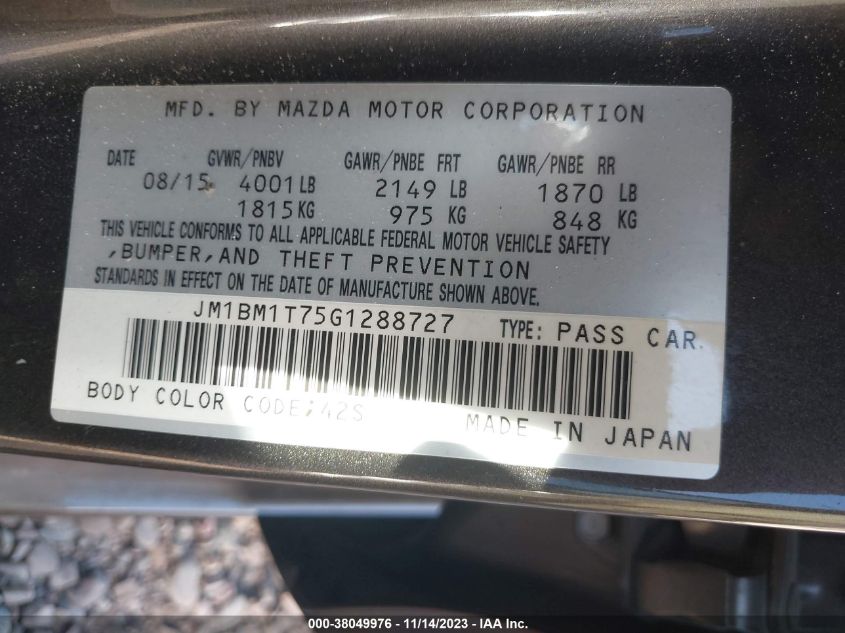 MFD. BY MAZDA MOTOR CORPORATION
DATE GVWR/PNBV GAWR/PNBE FRT GAWR/PNBE RR
08/15 4001 LB 2149 LB 1870 LB
1815 KG 975 KG 848 KG
THIS VEHICLE CONFORMS TO ALL APPLICABLE FEDERAL MOTOR VEHICLE SAFETY
,BUMPER,AND THEFT PREVENTION
STANDARDS IN EFFECT ON THE DATE OF MANUFACTURE SHOWN ABOVE.
JM1BM1T75G1288727 TYPE: PASS CAR.
BODY COLOR CODE:42S MADE IN JAPAN
000-38049976 - 11/14/2023 - IAA Inc.